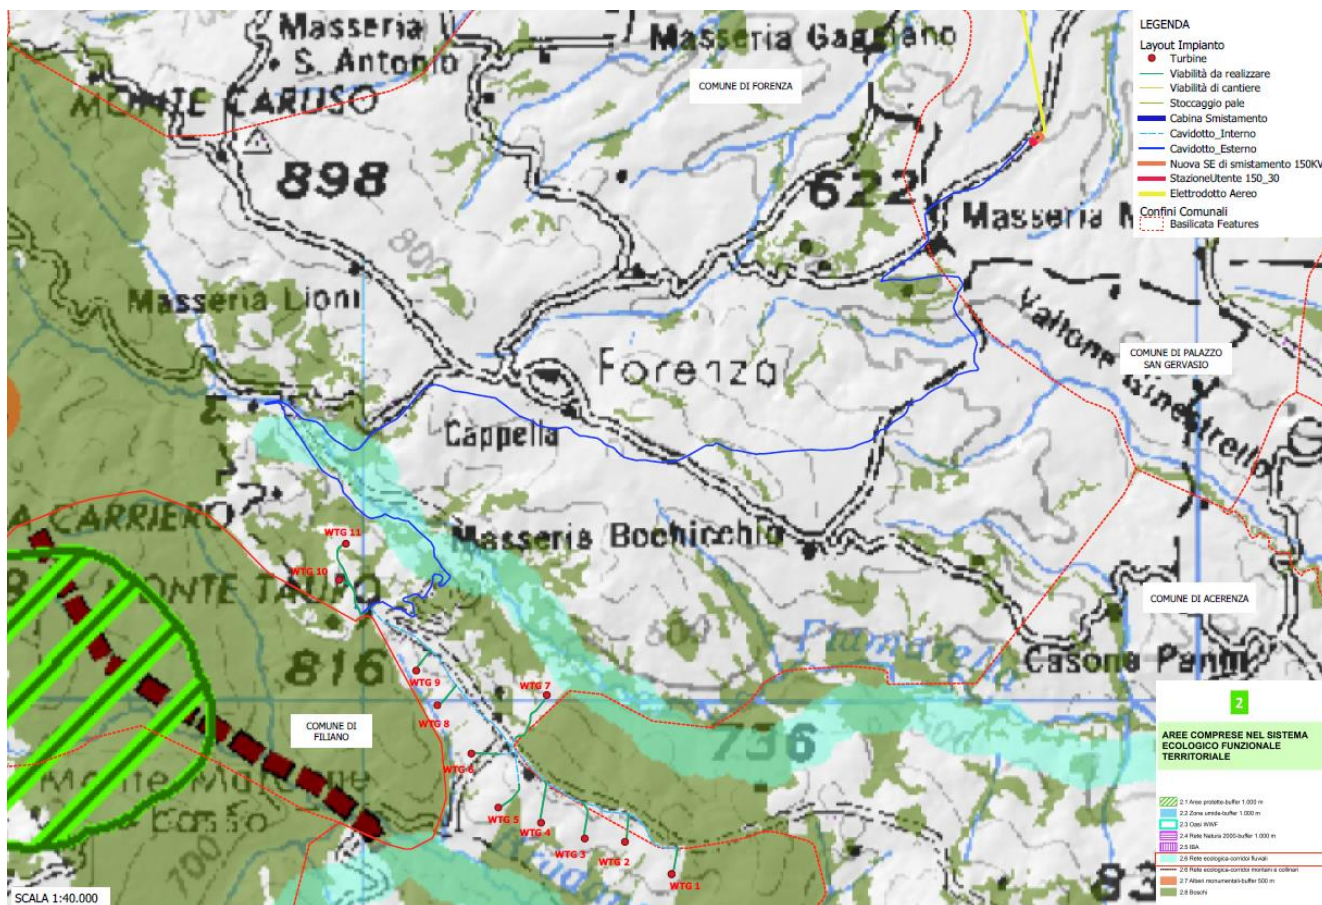 Masseria
S. Antonio
MONTE CARUSO
898
800
Masseria Gaggiano
COMUNE DI FORENZA
622
Masseria
LEGENDA
Layout Impianto
Turbine
Viabilità da realizzare
Viabilità di cantiere
Stoccaggio pale
Cabina Smistamento
Cavidotto_Interno
Cavidotto_Esterno
Nuova SE di smistamento 150KV
StazioneUtente 150_30
Elettrodotto Aereo
Confini Comunali
Basilicata Features
Masseria Lioni
Forenza
Cappella
Vallone Ginestrello
COMUNE DI PALAZZO
SAN GERVASIO
A CARRIERO
WTG 11
Masseria Bochicchio
WTG 10
MONTE TAURO
COMUNE DI ACERENZA
816
800
Fiumarella
WTG 9
WTG 7
WTG 8
COMUNE DI
FILIANO
736
WTG 6
WTG 5
WTG 4
WTG 3
WTG 2
WTG 1
700
83
2
AREE COMPRESE NEL SISTEMA
ECOLOGICO FUNZIONALE
TERRITORIALE
2.1 Aree protette-buffer 1.000 m
2.2 Zone umide-buffer 1.000 m
2.3 Oasi WWF
2.4 Rete Natura 2000-buffer 1.000 m
2.5 IBA
2.6 Rete ecologica-corridoi fluviali
2.6 Rete ecologica-corridoi montani e collinari
2.7 Alberi monumentali-buffer 500 m
2.8 Boschi
SCALA 1:40.000